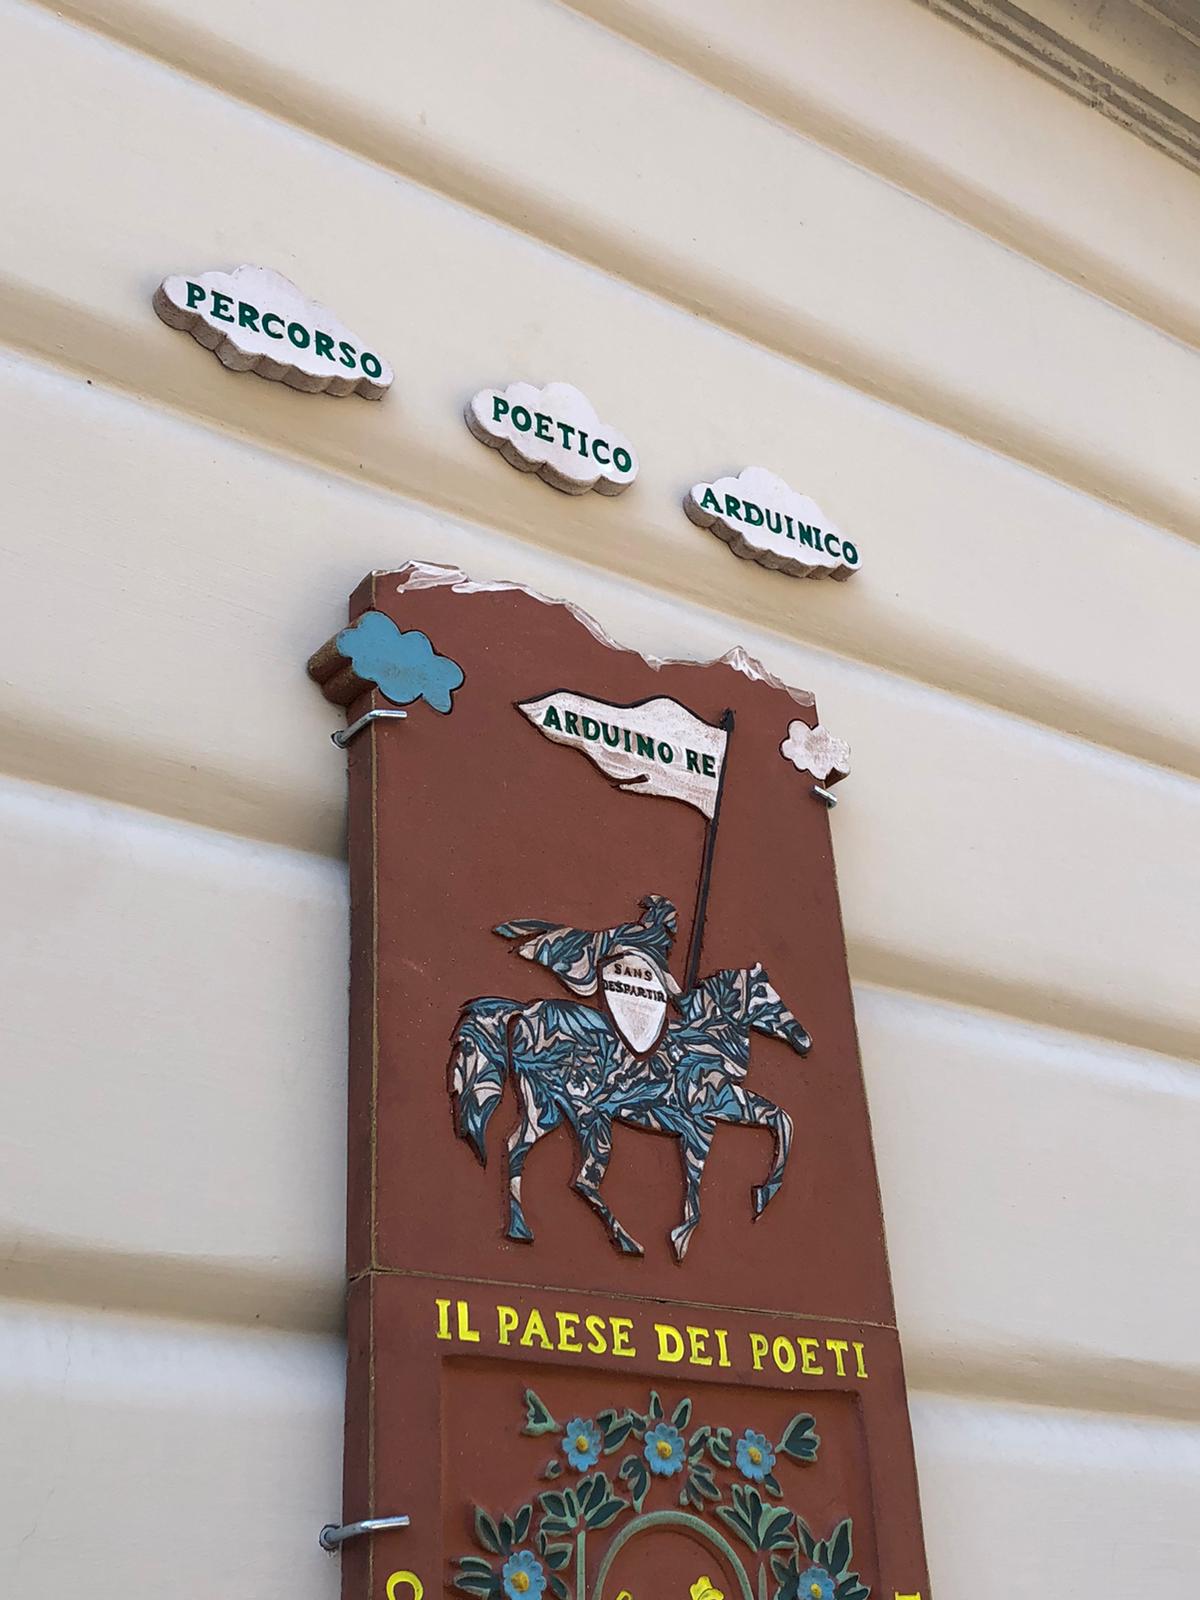 PERCORSO
POETICO
ARDUINICO
ARDUINO RE
SANS
DESPARTIR
IL PAESE DEI POETI